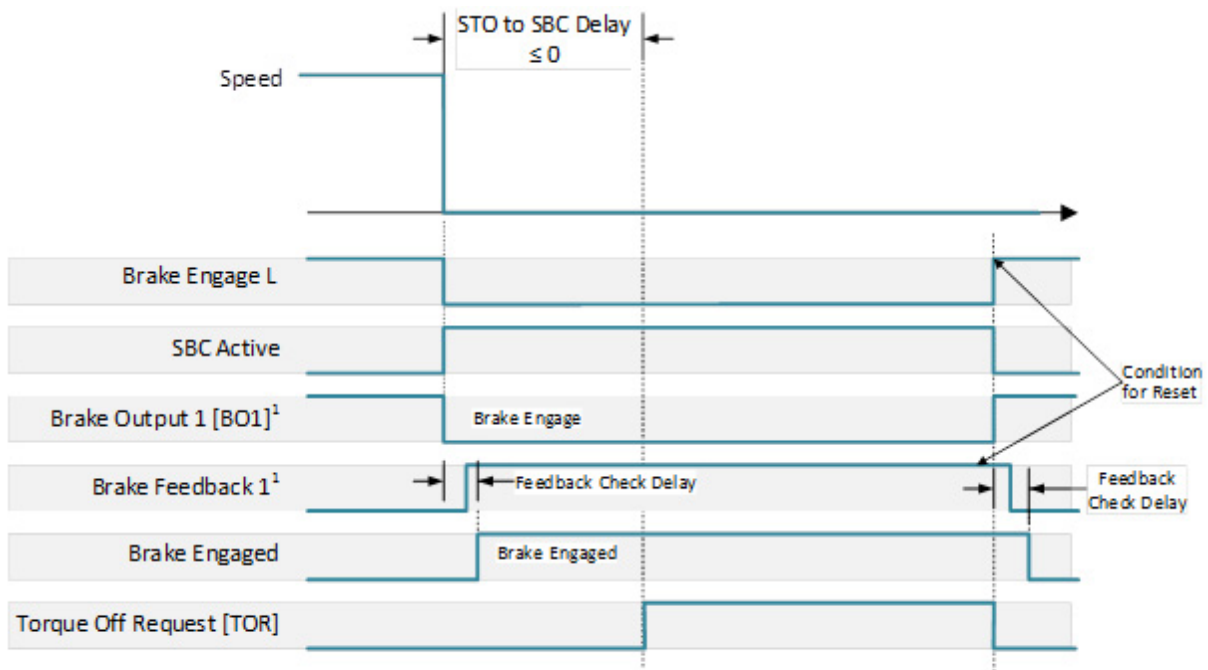 STO to SBC Delay
≤ 0
Speed
Brake Engage L
SBC Active
Condition
for Reset
Brake Output 1 [BO1]¹
Brake Engage
Brake Feedback 1¹
Feedback Check Delay
Feedback
Check Delay
Brake Engaged
Brake Engaged
Torque Off Request [TOR]